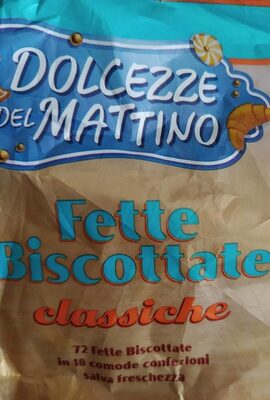 DOLCEZZE
DEL MATTINO
Fette
Biscottate
classiche
72 Fette Biscottate
in 18 comode confezioni
salva freschezza